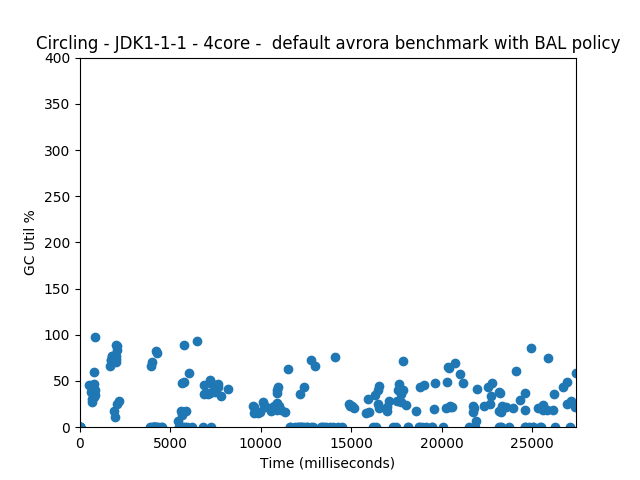 Circling - JDK1-1-1 - 4core -  default avrora benchmark with BAL policy
400
350
300
250
200
150
100
50
0
GC Util %
0 5000 10000 15000 20000 25000
Time (milliseconds)